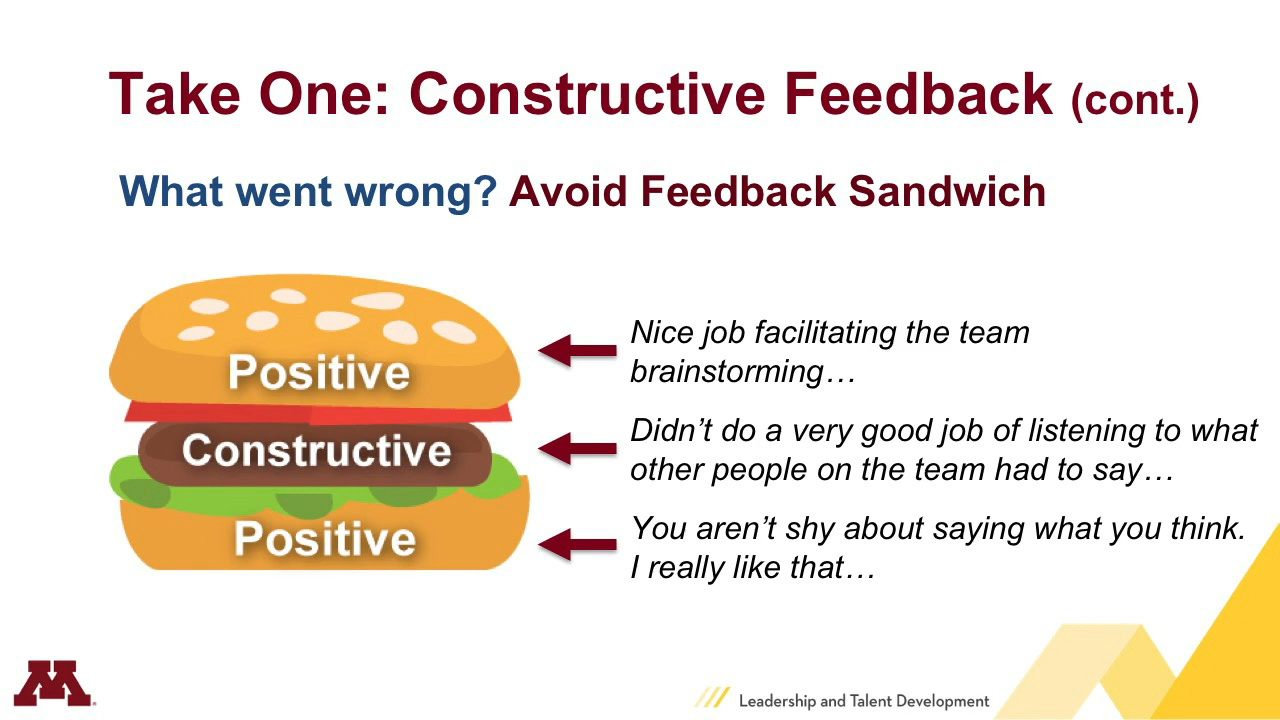 Take One: Constructive Feedback (cont.)
What went wrong? Avoid Feedback Sandwich
Positive
Nice job facilitating the team
brainstorming…
Constructive
Didn’t do a very good job of listening to what
other people on the team had to say…
Positive
You aren’t shy about saying what you think.
I really like that…
M
Leadership and Talent Development